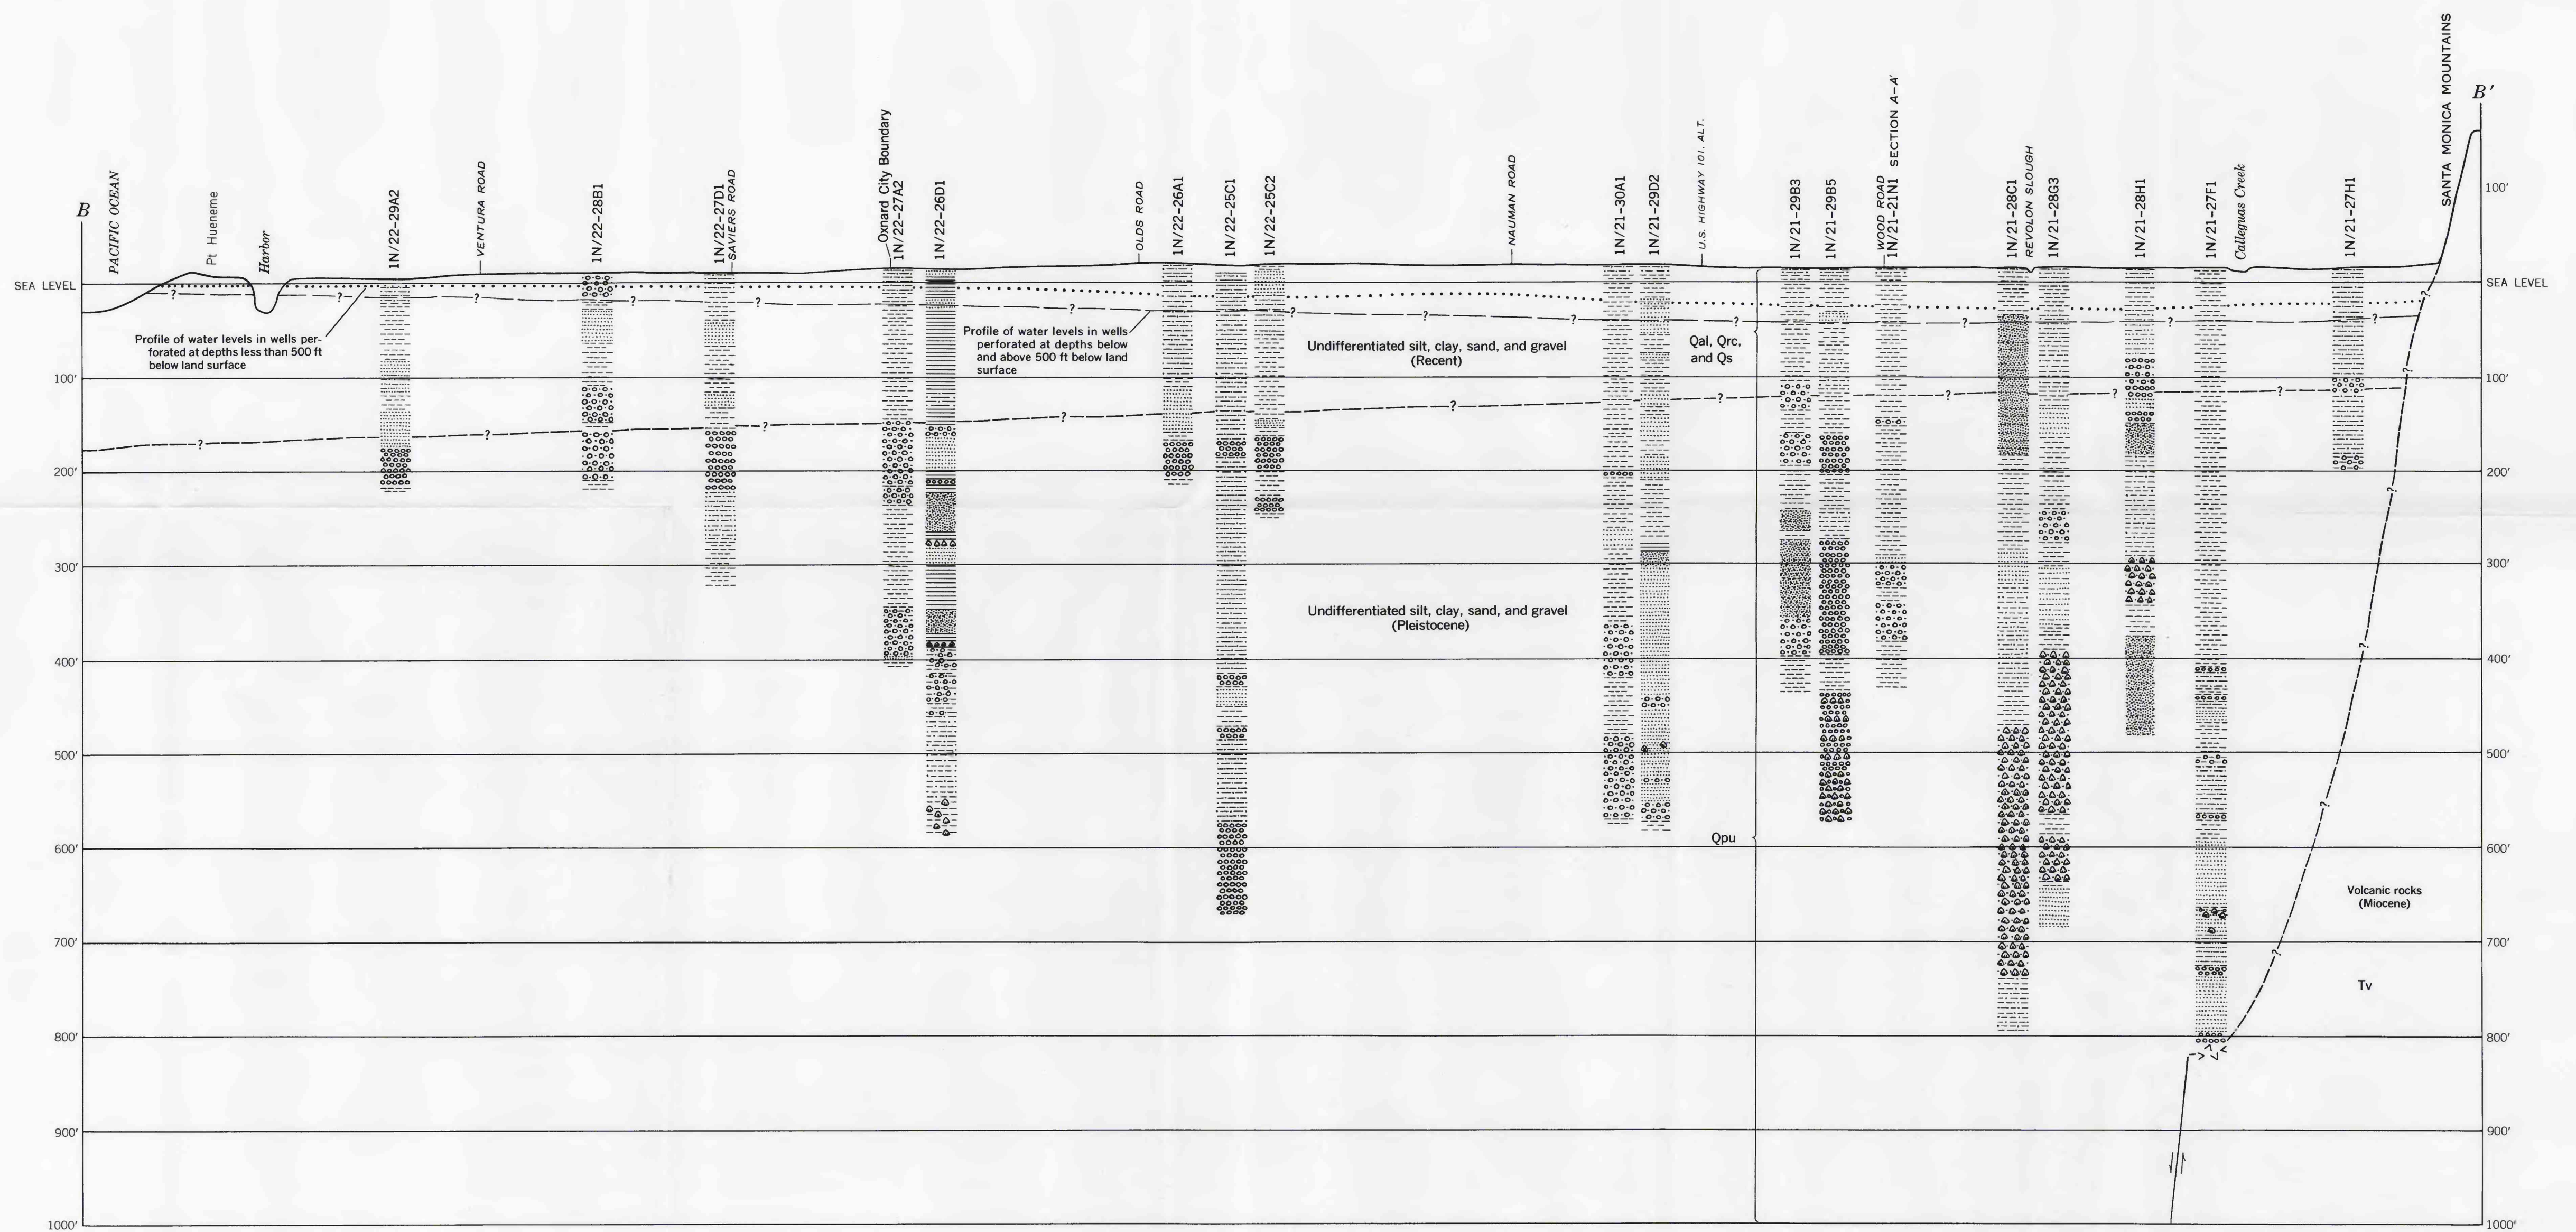 B
PACIFIC OCEAN
Pt Hueneme
Harbor
1N/22-29A2
VENTURA ROAD
1N/22-28B1
1N/22-27D1
SAVIERS ROAD
Oxnard City Boundary
1N/22-27A2
1N/22-26D1
OLDS ROAD
1N/22-26A1
1N/22-25C1
1N/22-25C2
NAUMAN ROAD
1N/21-30A1
1N/21-29D2
U.S. HIGHWAY 101. ALT.
1N/21-29B3
1N/21-29B5
WOOD ROAD
1N/21-21N1 SECTION A-A'
1N/21-28C1
REVOLON SLOUGH
1N/21-28G3
1N/21-28H1
1N/21-27F1
Calleguas Creek
1N/21-27H1
SANTA MONICA MOUNTAINS
B'
100'
SEA LEVEL
SEA LEVEL
Profile of water levels in wells per-
forated at depths less than 500 ft
below land surface
Profile of water levels in wells
perforated at depths below
and above 500 ft below land
surface
Undifferentiated silt, clay, sand, and gravel
(Recent)
Qal, Qrc,
and Qs
100'
100'
200'
200'
300'
300'
Undifferentiated silt, clay, sand, and gravel
(Pleistocene)
400'
400'
500'
500'
Qpu
600'
600'
Volcanic rocks
(Miocene)
700'
700'
Tv
800'
800'
900'
900'
1000'
1000'